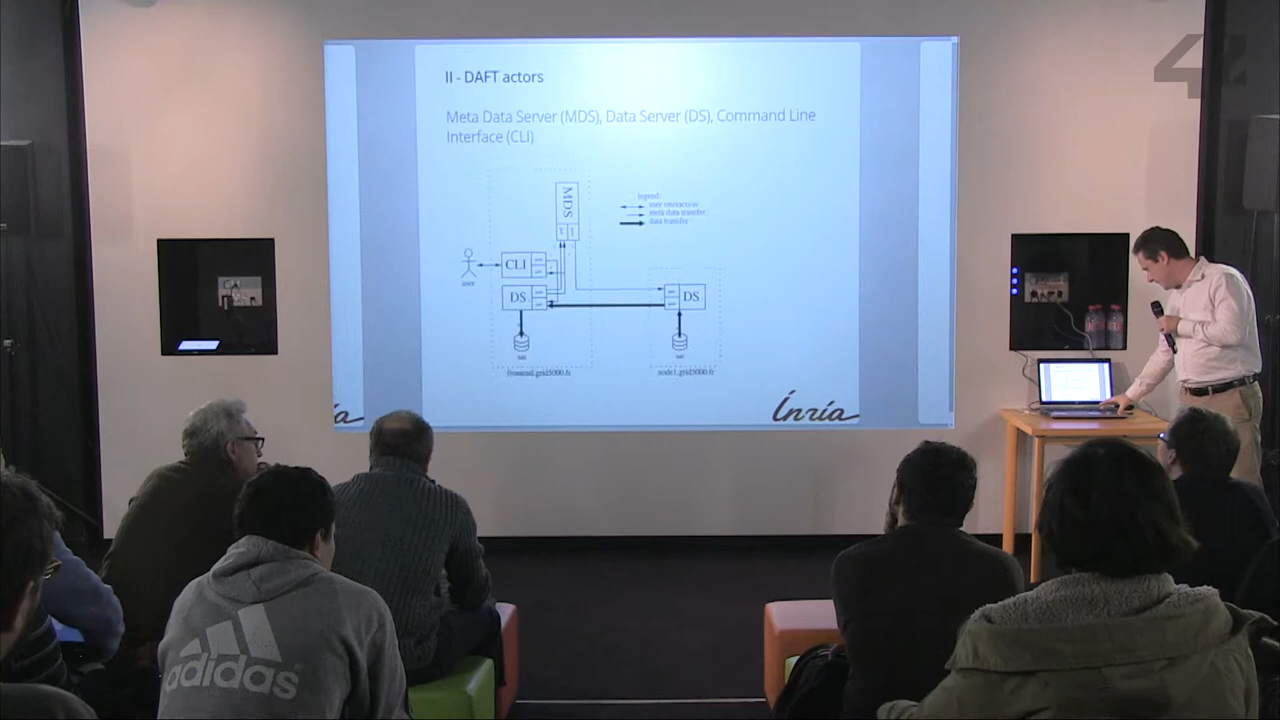 42
II - DAFT actors
Meta Data Server (MDS), Data Server (DS), Command Line
Interface (CLI)
MDS
legend:
user interaction
meta data transfer
data transfer
CLI
user
DS
DS
frontend.grid5000.fr
node1.grid5000.fr
Inria
adidas